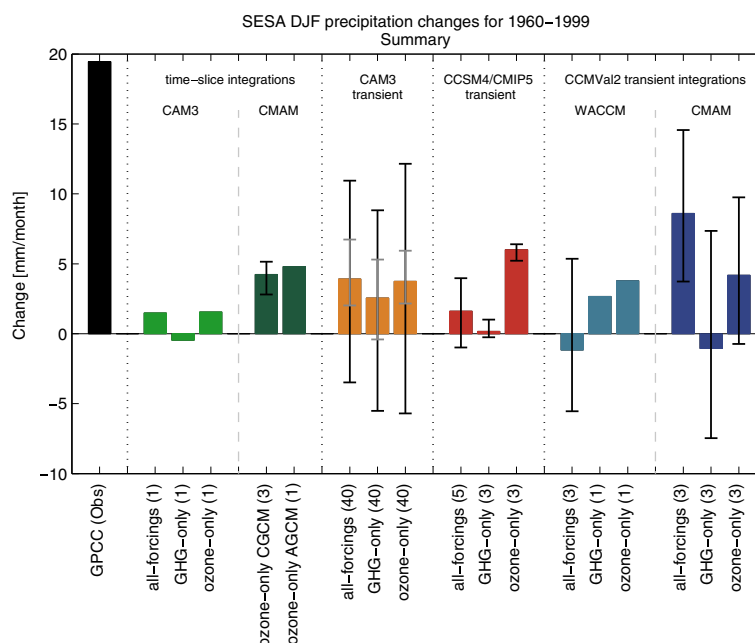 SESA DJF precipitation changes for 1960−1999
Summary
time−slice integrations
CAM3
transient
CCSM4/CMIP5
transient
CCMVal2 transient integrations
CAM3
CMAM
WACCM
CMAM
Change [mm/month]
20
15
10
5
0
−5
−10
GPCC (Obs)
all−forcings (1)
GHG−only (1)
ozone−only (1)
ozone−only CGCM (3)
ozone−only AGCM (1)
all−forcings (40)
GHG−only (40)
ozone−only (40)
all−forcings (5)
GHG−only (3)
ozone−only (3)
all−forcings (3)
GHG−only (1)
ozone−only (1)
all−forcings (3)
GHG−only (3)
ozone−only (3)